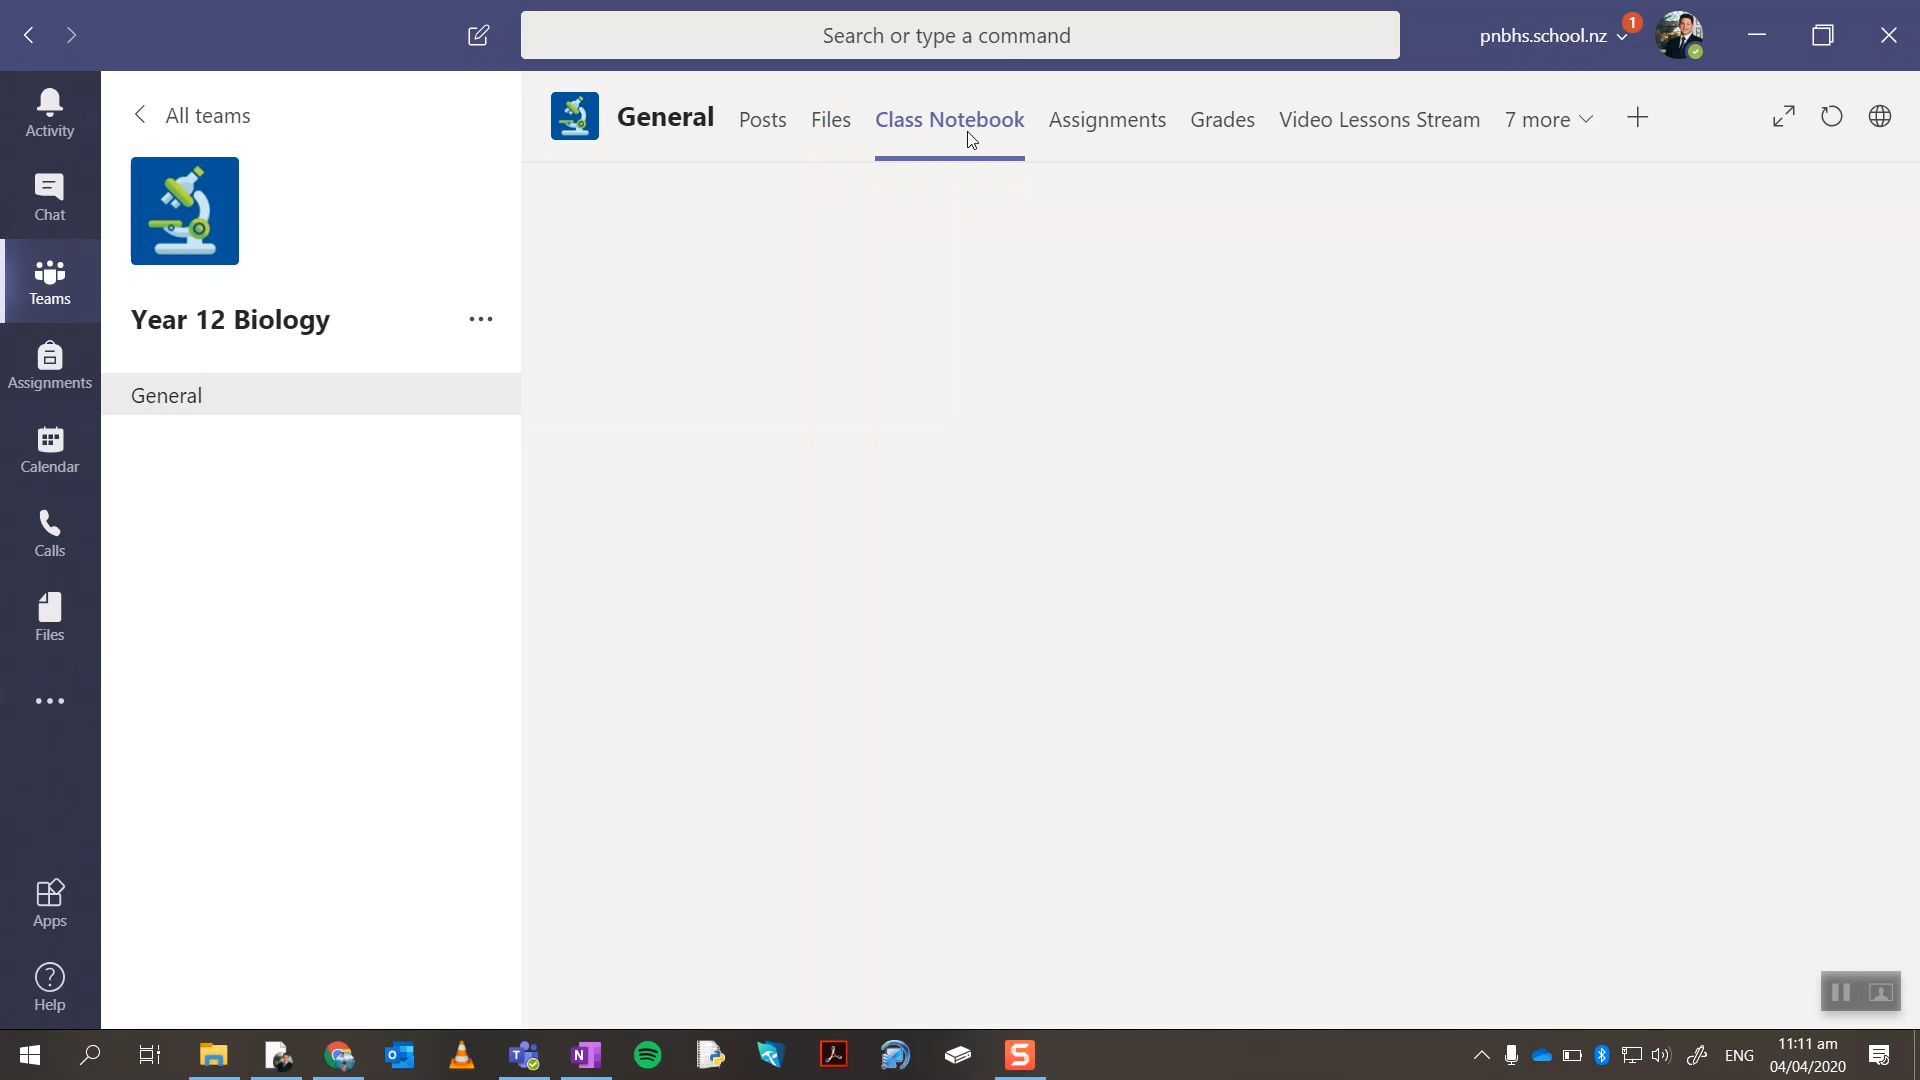 Search or type a command
pnbhs.school.nz
1
Activity
Chat
Teams
Assignments
Calendar
Calls
Files
Apps
Help
All teams
Year 12 Biology
General
General Posts Files Class Notebook Assignments Grades Video Lessons Stream 7 more
ENG
11:11 am
04/04/2020